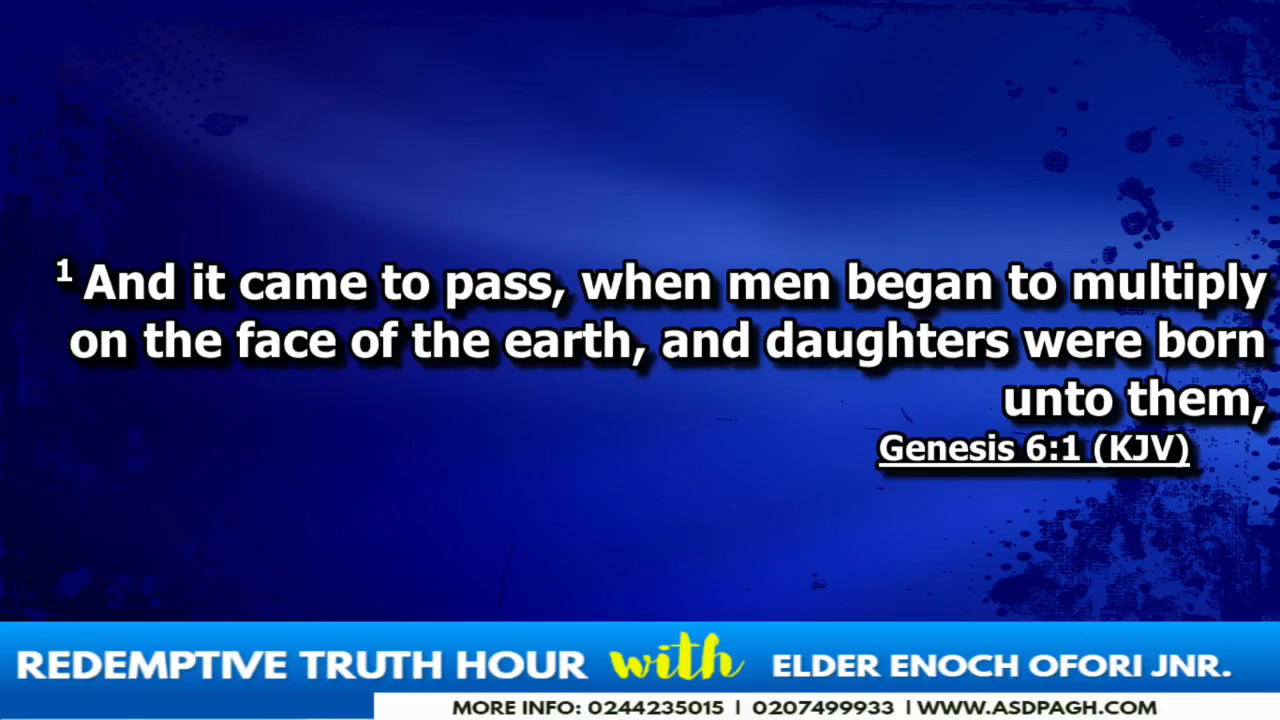 1 And it came to pass, when men began to multiply
on the face of the earth, and daughters were born
unto them,
Genesis 6:1 (KJV)
REDEMPTIVE TRUTH HOUR with ELDER ENOCH OFORI JNR.
MORE INFO: 0244235015 | 0207499933 | WWW.ASDPAGH.COM